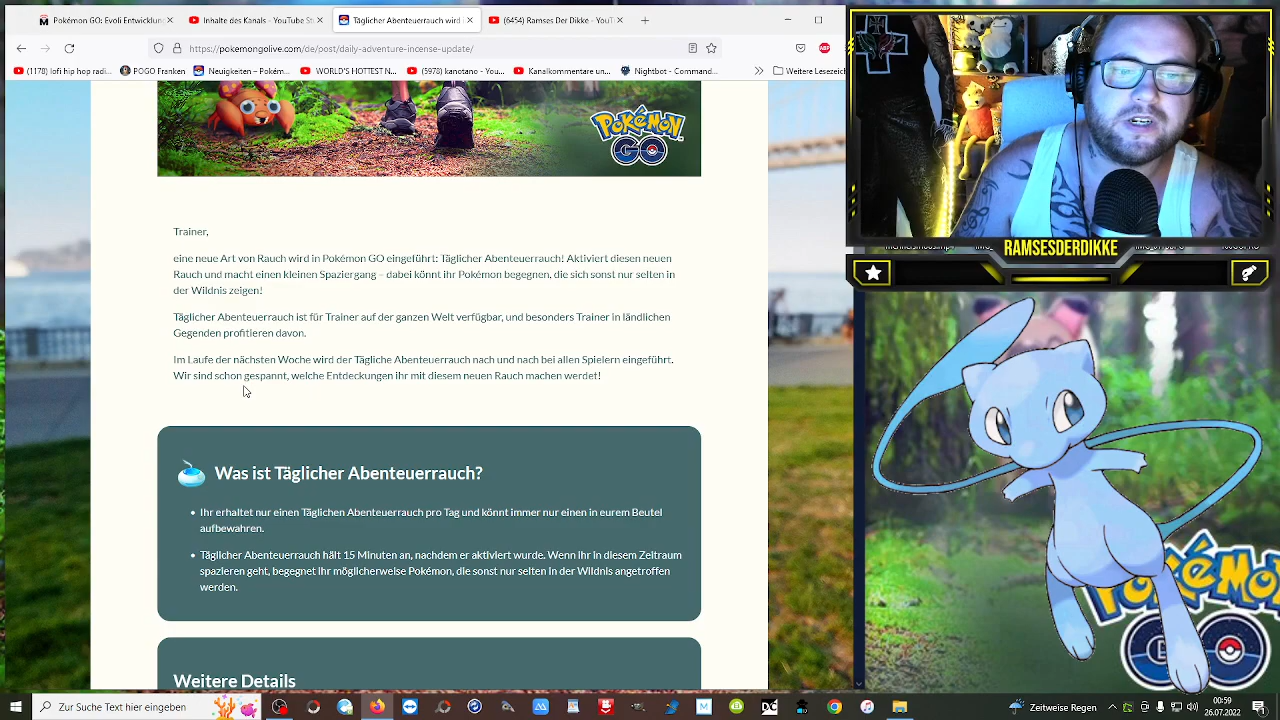 Pokémon GO: Evoli Entwicklung
Tipps des Kanals - YouTube St
Täglicher Abenteuerrauch wird
(6454) Ramses Der Dikke - YouT
https://pokemongolive.com/de/post/daily-adventure-incense-update/
(1178) lofi hip hop radi...
POGO Franken
Neuigkeiten – Pokém...
WORLD'S HOTTEST N...
(5978) kanotano - You...
Kanalkommentare un...
Nightbot - Command...
Weitere Lesezeich
ABP
POKÉMON
GO
Trainer,
eine neue Art von Rauch wird in Pokémon GO eingeführt: Täglicher Abenteuerrauch! Aktiviert diesen neuen
Rauch und macht einen kleinen Spaziergang – dabei könnt ihr Pokémon begegnen, die sich sonst nur selten in
der Wildnis zeigen!
Täglicher Abenteuerrauch ist für Trainer auf der ganzen Welt verfügbar, und besonders Trainer in ländlichen
Gegenden profitieren davon.
Im Laufe der nächsten Woche wird der Tägliche Abenteuerrauch nach und nach bei allen Spielern eingeführt.
Wir sind schon gespannt, welche Entdeckungen ihr mit diesem neuen Rauch machen werdet!
Was ist Täglicher Abenteuerrauch?
Ihr erhaltet nur einen Täglichen Abenteuerrauch pro Tag und könnt immer nur einen in eurem Beutel
aufbewahren.
Täglicher Abenteuerrauch hält 15 Minuten an, nachdem er aktiviert wurde. Wenn ihr in diesem Zeitraum
spazieren geht, begegnet ihr möglicherweise Pokémon, die sonst nur selten in der Wildnis angetroffen
werden.
Weitere Details
RAMSESDERDIKKE
Zur Suche Text hier eingeben
Zeitweise Regen
00:59
26.07.2022